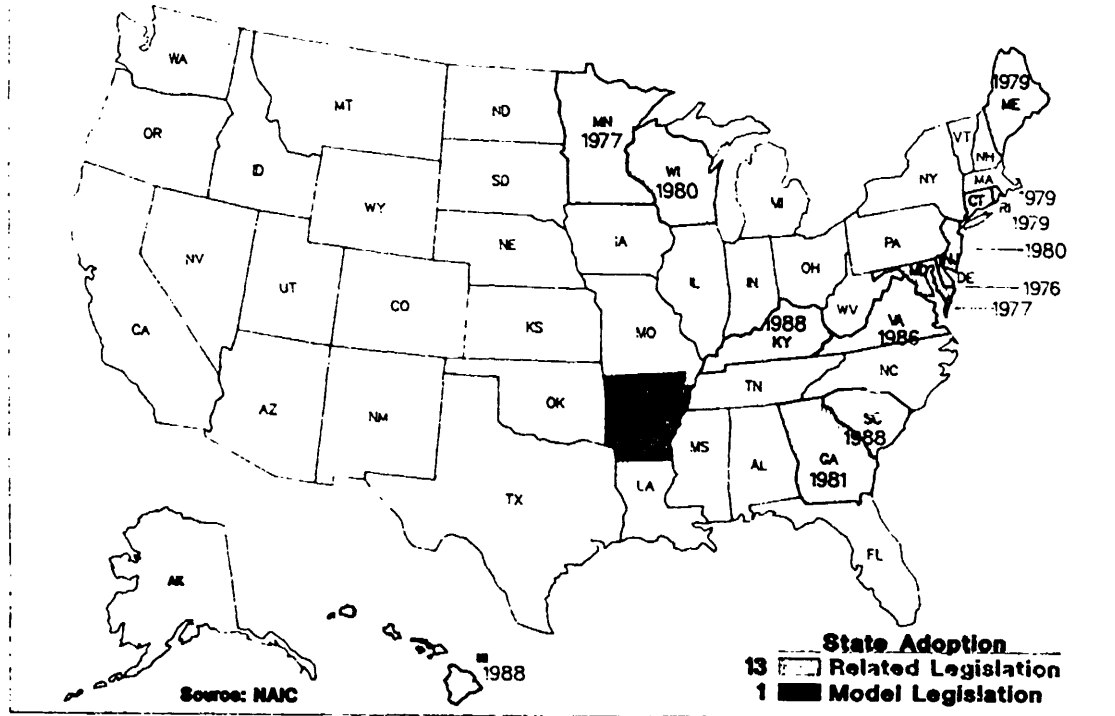 WA
MT
ND
MN
1977
1979
ME
VT
NH
OR
ID
SD
WI
1980
NY
MA
WY
MI
CT
RI
979
1979
NE
IA
PA
1980
NV
UT
CO
IL
IN
OH
DE
1976
WV
1977
CA
KS
MO
1988
KY
VA
1986
NC
TN
AZ
NM
OK
SC
1988
MS
AL
GA
1981
TX
LA
FL
AK
1988
State Adoption
13 Related Legislation
1 Model Legislation
Source: NAIC